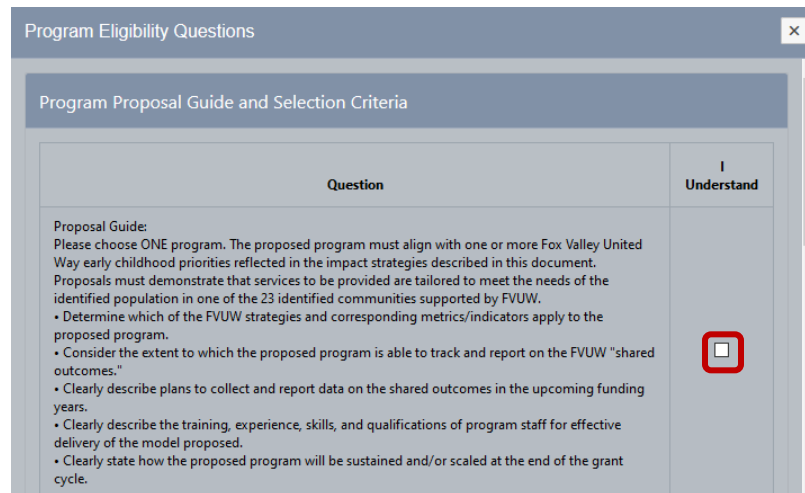 Program Eligibility Questions
×
Program Proposal Guide and Selection Criteria
Question
I
Understand
Proposal Guide:
Please choose ONE program. The proposed program must align with one or more Fox Valley United
Way early childhood priorities reflected in the impact strategies described in this document.
Proposals must demonstrate that services to be provided are tailored to meet the needs of the
identified population in one of the 23 identified communities supported by FVUW.
• Determine which of the FVUW strategies and corresponding metrics/indicators apply to the
proposed program.
• Consider the extent to which the proposed program is able to track and report on the FVUW "shared
outcomes."
• Clearly describe plans to collect and report data on the shared outcomes in the upcoming funding
years.
• Clearly describe the training, experience, skills, and qualifications of program staff for effective
delivery of the model proposed.
• Clearly state how the proposed program will be sustained and/or scaled at the end of the grant
cycle.